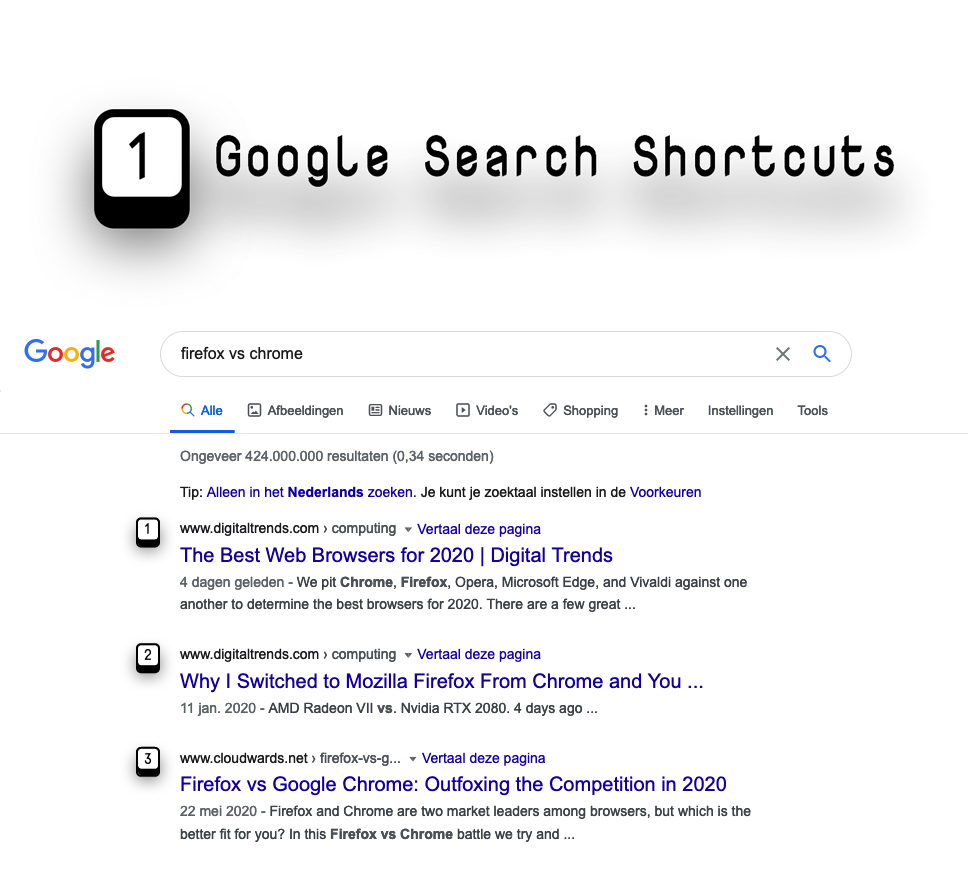 1 Google Search Shortcuts
Google firefox vs chrome
Alle Afbeeldingen Nieuws Video's Shopping Meer Instellingen Tools
Ongeveer 424.000.000 resultaten (0,34 seconden)
Tip: Alleen in het Nederlands zoeken. Je kunt je zoektaal instellen in de Voorkeuren
1 www.digitaltrends.com › computing Vertaal deze pagina
The Best Web Browsers for 2020 | Digital Trends
4 dagen geleden - We pit Chrome, Firefox, Opera, Microsoft Edge, and Vivaldi against one
another to determine the best browsers for 2020. There are a few great ...
2 www.digitaltrends.com › computing Vertaal deze pagina
Why I Switched to Mozilla Firefox From Chrome and You ...
11 jan. 2020 - AMD Radeon VII vs. Nvidia RTX 2080. 4 days ago ...
3 www.cloudwards.net › firefox-vs-g... Vertaal deze pagina
Firefox vs Google Chrome: Outfoxing the Competition in 2020
22 mei 2020 - Firefox and Chrome are two market leaders among browsers, but which is the
better fit for you? In this Firefox vs Chrome battle we try and ...